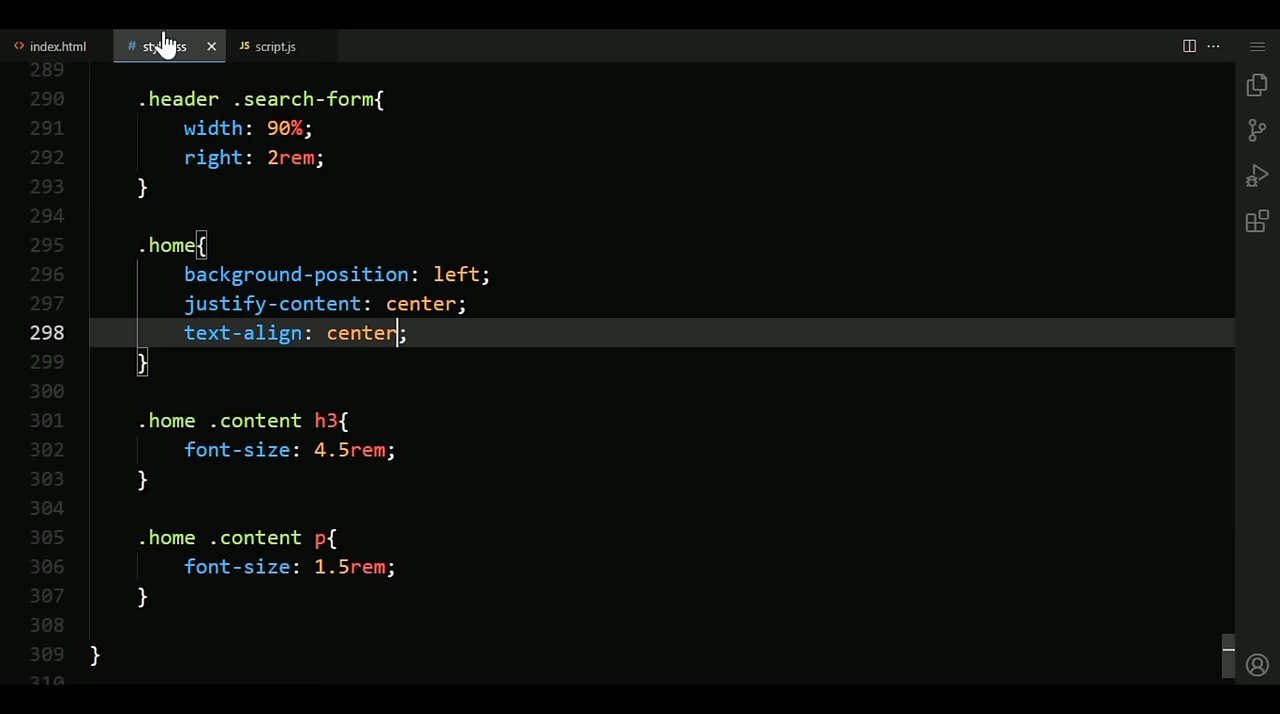 index.html
JS script.js
289
290 .header .search-form{
291 width: 90%;
292 right: 2rem;
293 }
294
295 .home{
296 background-position: left;
297 justify-content: center;
298 text-align: center;
299 }
300
301 .home .content h3{
302 font-size: 4.5rem;
303 }
304
305 .home .content p{
306 font-size: 1.5rem;
307 }
308
309 }
310